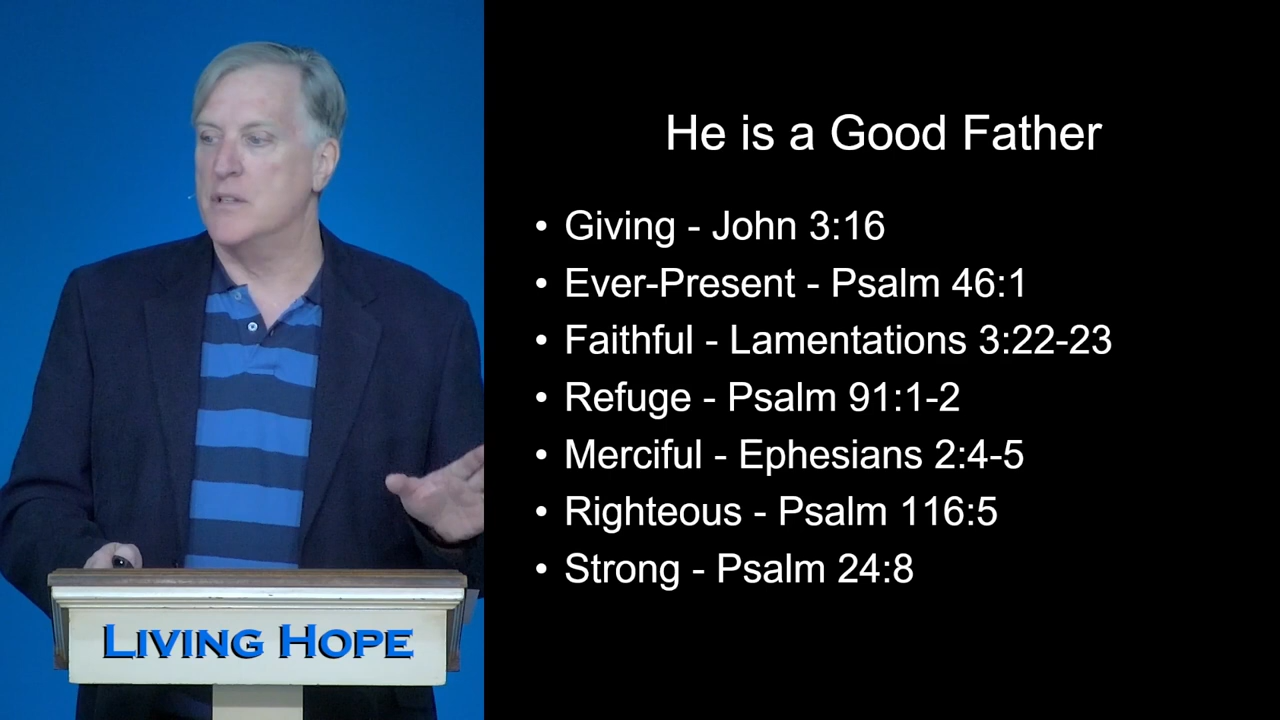 He is a Good Father
• Giving - John 3:16
• Ever-Present - Psalm 46:1
• Faithful - Lamentations 3:22-23
• Refuge - Psalm 91:1-2
• Merciful - Ephesians 2:4-5
• Righteous - Psalm 116:5
• Strong - Psalm 24:8
LIVING HOPE